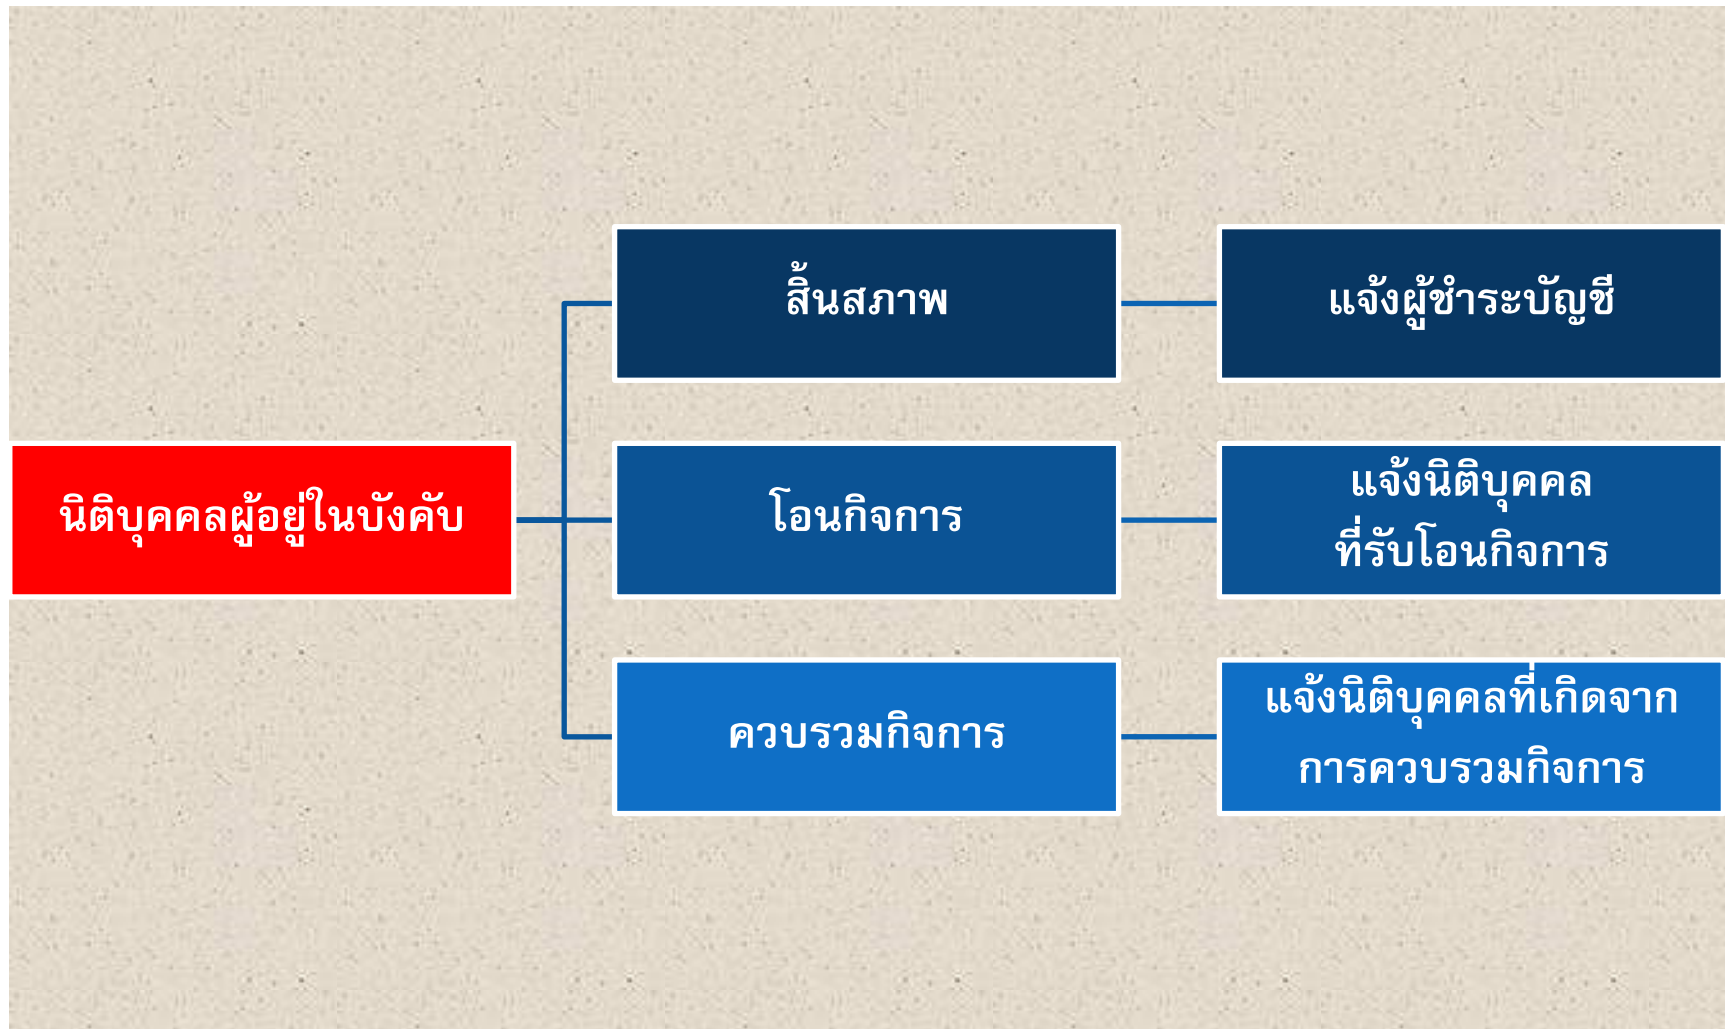 นิติบุคคลผู้อยู่ในบังคับ
สิ้นสภาพ
แจ้งผู้ชำระบัญชี
โอนกิจการ
แจ้งนิติบุคคล
ที่รับโอนกิจการ
ควบรวมกิจการ
แจ้งนิติบุคคลที่เกิดจาก
การควบรวมกิจการ